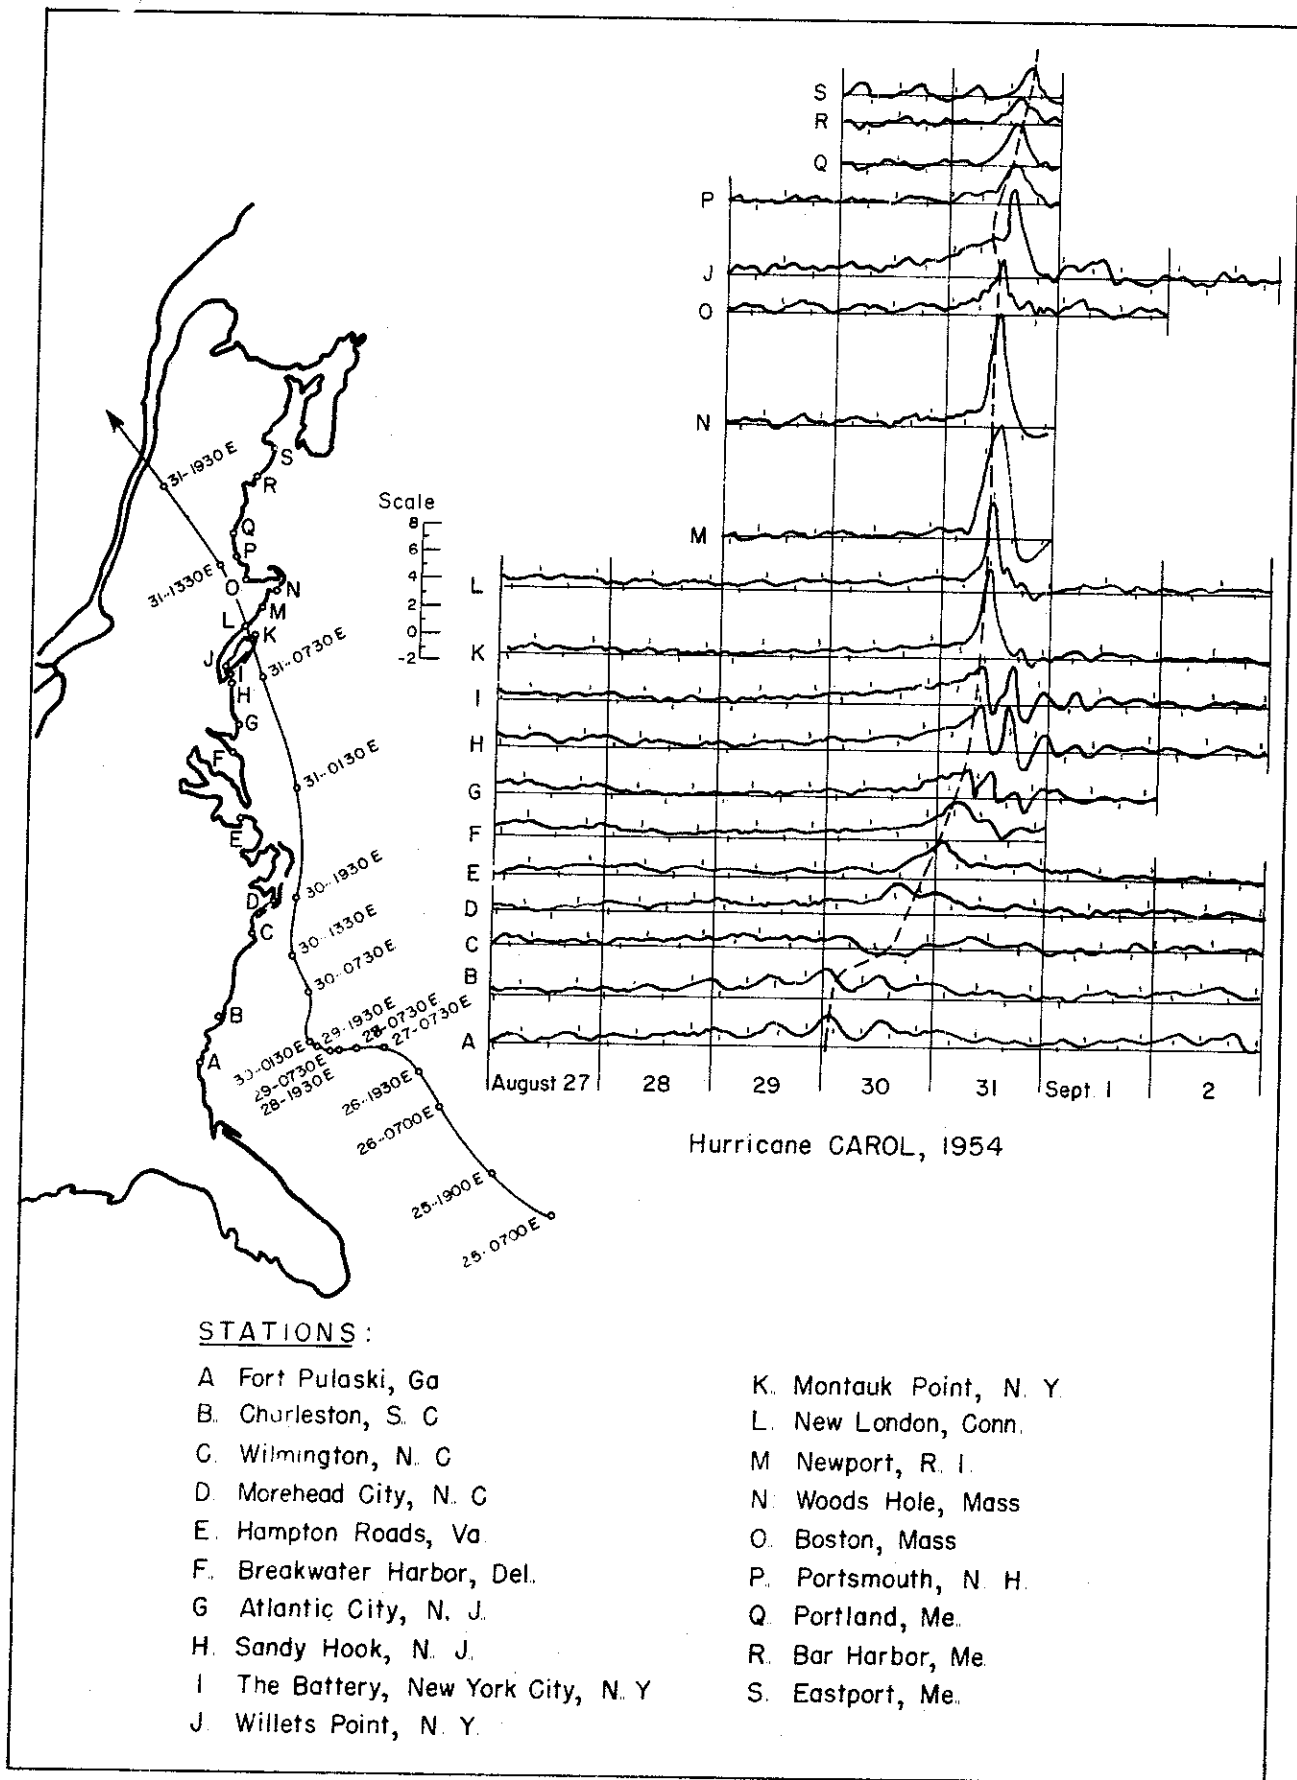 S
R
Q
P
J
O
N
M
L
K
I
H
G
F
E
D
C
B
A
31-1930 E
31-1330 E
31-0730 E
31-0130 E
30-1930 E
30-1330 E
30-0730 E
29-1930 E
28-0730 E
27-0730 E
30-0130 E
29-0730 E
28-1930 E
26-1930 E
26-0700 E
25-1900 E
25-0700 E
S
R
Q
P
O
N
M
L
K
J
I
H
G
F
E
D
C
B
A
Scale
8
6
4
2
0
-2
August 27 28 29 30 31 Sept. 1 2
Hurricane CAROL, 1954
STATIONS:
A Fort Pulaski, Ga
B. Charleston, S. C
C. Wilmington, N. C
D. Morehead City, N. C
E. Hampton Roads, Va.
F. Breakwater Harbor, Del.
G Atlantic City, N. J.
H. Sandy Hook, N. J.
I The Battery, New York City, N. Y
J. Willets Point, N. Y.
K. Montauk Point, N. Y.
L. New London, Conn.
M Newport, R. I.
N. Woods Hole, Mass
O. Boston, Mass
P. Portsmouth, N. H.
Q. Portland, Me.
R. Bar Harbor, Me.
S. Eastport, Me.